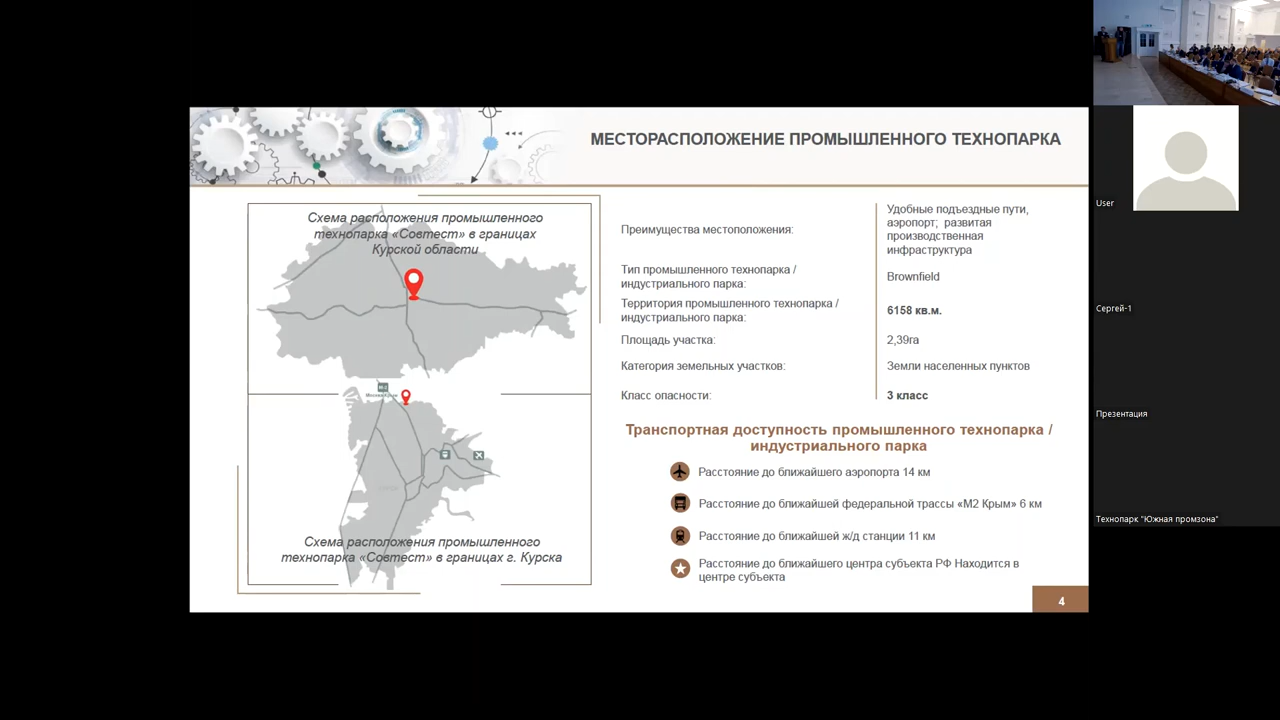 МЕСТОРАСПОЛОЖЕНИЕ ПРОМЫШЛЕННОГО ТЕХНОПАРКА
Схема расположения промышленного
технопарка «Совтест» в границах
Курской области
Схема расположения промышленного
технопарка «Совтест» в границах г. Курска
Преимущества местоположения:
Удобные подъездные пути,
аэропорт; развитая
производственная
инфраструктура
Тип промышленного технопарка /
индустриального парка:
Brownfield
Территория промышленного технопарка /
индустриального парка:
6158 кв.м.
Площадь участка:
2,39га
Категория земельных участков:
Земли населенных пунктов
Класс опасности:
3 класс
Транспортная доступность промышленного технопарка /
индустриального парка
Расстояние до ближайшего аэропорта 14 км
Расстояние до ближайшей федеральной трассы «М2 Крым» 6 км
Расстояние до ближайшей ж/д станции 11 км
Расстояние до ближайшего центра субъекта РФ Находится в
центре субъекта
4
User
Сергей-1
Презентация
Технопарк "Южная промзона"